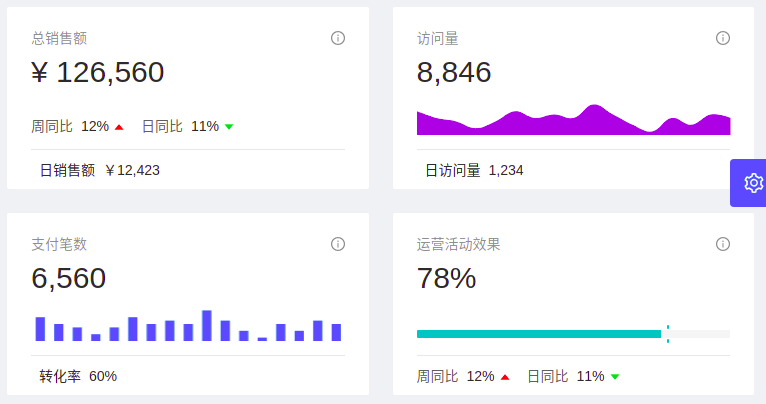 总销售额
¥ 126,560
周同比 12% 日同比 11%
日销售额 ￥12,423
访问量
8,846
日访问量 1,234
支付笔数
6,560
转化率 60%
运营活动效果
78%
周同比 12% 日同比 11%